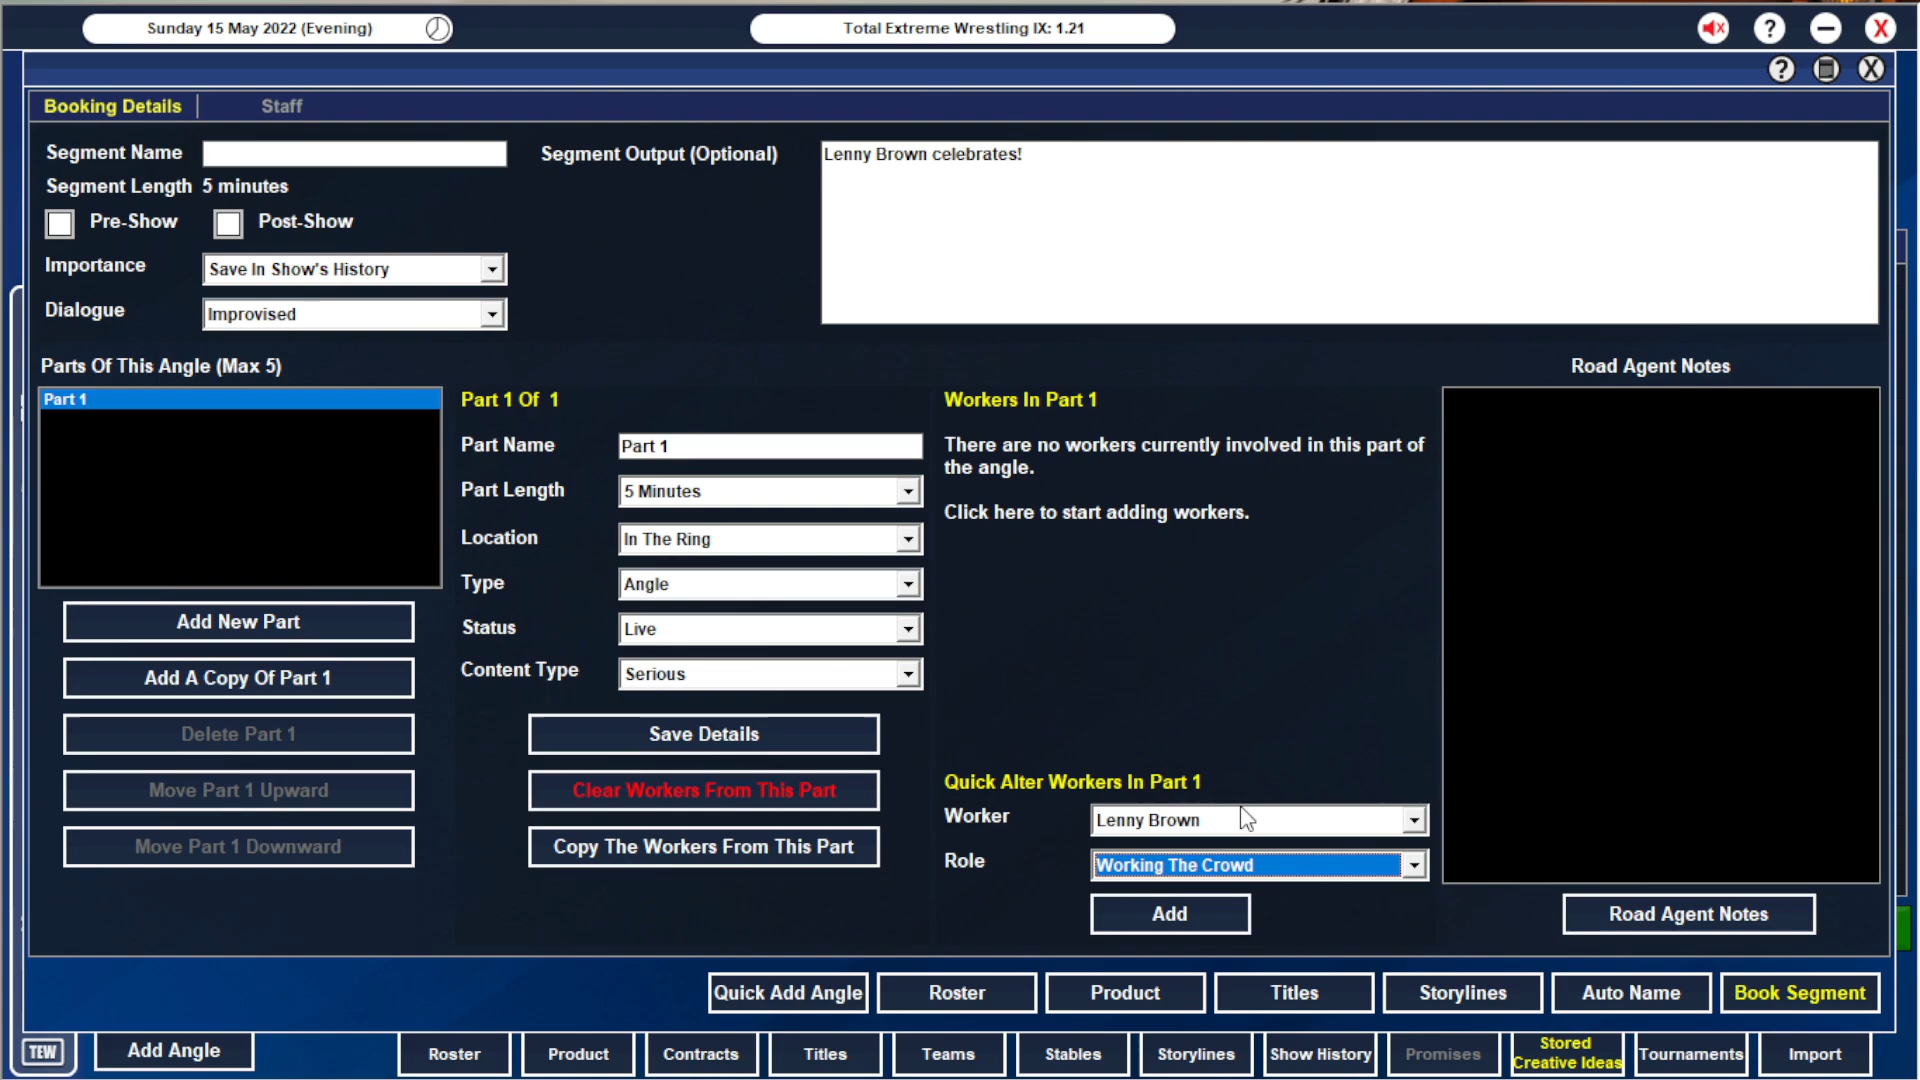 Sunday 15 May 2022 (Evening)
Total Extreme Wrestling IX: 1.21
Booking Details
Staff
Segment Name
Segment Output (Optional)
Lenny Brown celebrates!
Segment Length 5 minutes
Pre-Show
Post-Show
Importance
Save In Show's History
Dialogue
Improvised
Parts Of This Angle (Max 5)
Road Agent Notes
Part 1
Part 1 Of 1
Workers In Part 1
Part Name
Part 1
There are no workers currently involved in this part of
the angle.
Part Length
5 Minutes
Click here to start adding workers.
Location
In The Ring
Type
Angle
Status
Live
Content Type
Serious
Add New Part
Add A Copy Of Part 1
Delete Part 1
Move Part 1 Upward
Move Part 1 Downward
Save Details
Clear Workers From This Part
Copy The Workers From This Part
Quick Alter Workers In Part 1
Worker
Lenny Brown
Role
Working The Crowd
Add
Road Agent Notes
Quick Add Angle
Roster
Product
Titles
Storylines
Auto Name
Book Segment
TEW
Add Angle
Roster
Product
Contracts
Titles
Teams
Stables
Storylines
Show History
Promises
Stored
Creative Ideas
Tournaments
Import